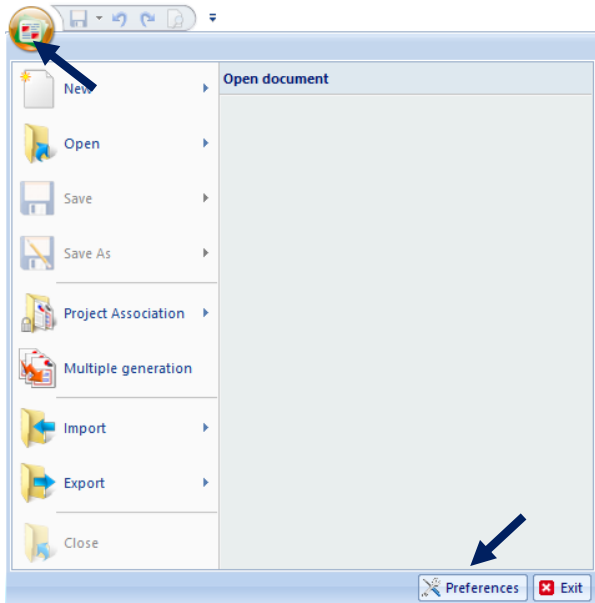 New
Open document
Open
Save
Save As
Project Association
Multiple generation
Import
Export
Close
Preferences
Exit